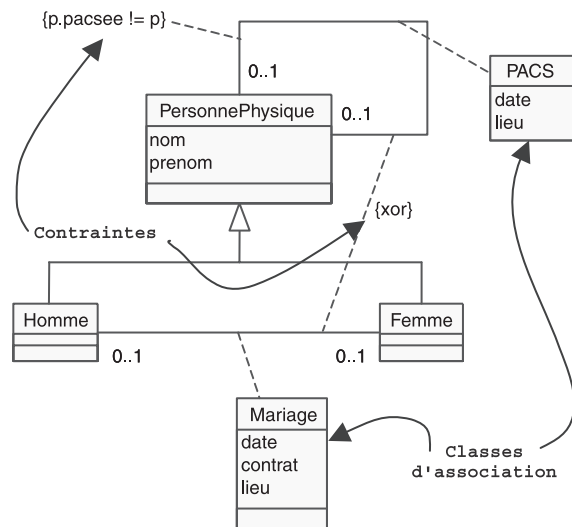 {p.pacsee != p}
0..1
PACS
date
lieu
PersonnePhysique
0..1
nom
prenom
{xor}
Contraintes
Homme
Femme
0..1
0..1
Mariage
date
contrat
lieu
Classes
d'association